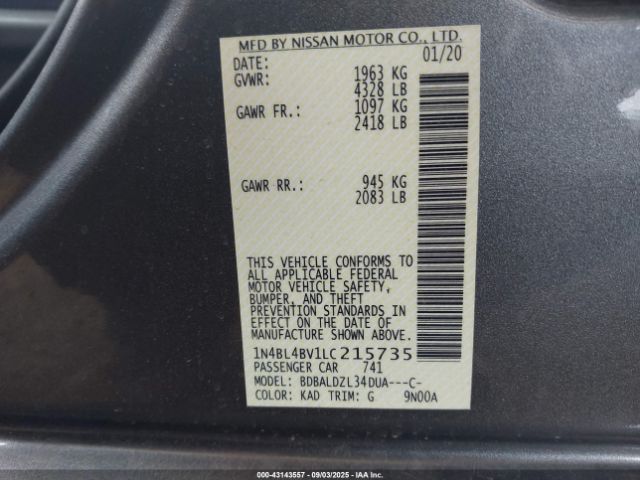 MFD BY NISSAN MOTOR CO., LTD.
DATE: 01/20
GVWR: 1963 KG
4328 LB
GAWR FR.: 1097 KG
2418 LB
GAWR RR.: 945 KG
2083 LB
THIS VEHICLE CONFORMS TO
ALL APPLICABLE FEDERAL
MOTOR VEHICLE SAFETY,
BUMPER, AND THEFT
PREVENTION STANDARDS IN
EFFECT ON THE DATE OF
MANUFACTURE SHOWN ABOVE.
1N4BL4BV1LC215735
PASSENGER CAR 741
MODEL: BDBALDZL34DUA---C-
COLOR: KAD TRIM: G 9N00A
© 43143557 - 09/03/2025 - IAA Inc.